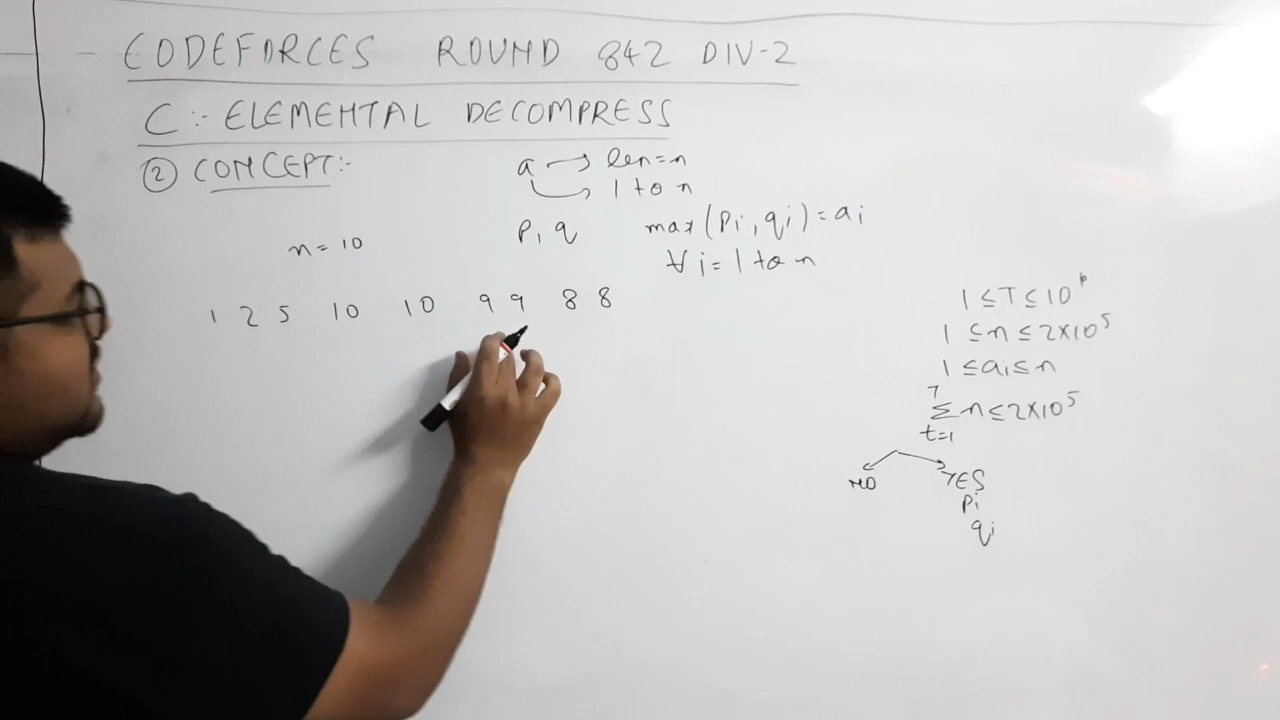 CODEFORCES ROUND 842 DIV-2
C:- ELEMENTAL DECOMPRESS
② CONCEPT:-
a → len=n
→ 1 to n
n = 10
p, q
max(pi, qi) = ai
∀ i = 1 to n
1 2 5 10 10 9 9 8 8
1 ≤ T ≤ 10
1 ≤ n ≤ 2×10⁵
1 ≤ ai ≤ n
T
Σ n ≤ 2×10⁵
t=1
NO YES
pi
qi